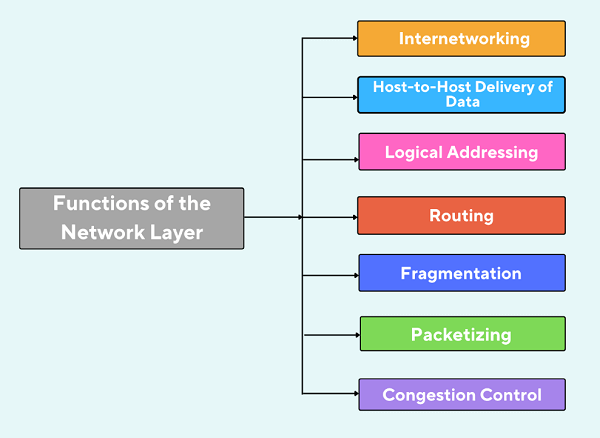 Functions of the
Network Layer
Internetworking
Host-to-Host Delivery of
Data
Logical Addressing
Routing
Fragmentation
Packetizing
Congestion Control